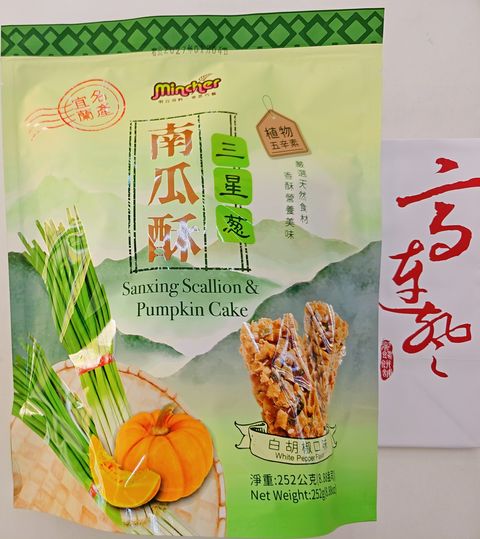 Mincher
宜蘭
名產
三星葱
南瓜酥
植物
五辛素
嚴選天然食材
香酥營養美味
Sanxing Scallion &
Pumpkin Cake
白胡椒口味
White Pepper Flavor
淨重:252公克
Net Weight:252g